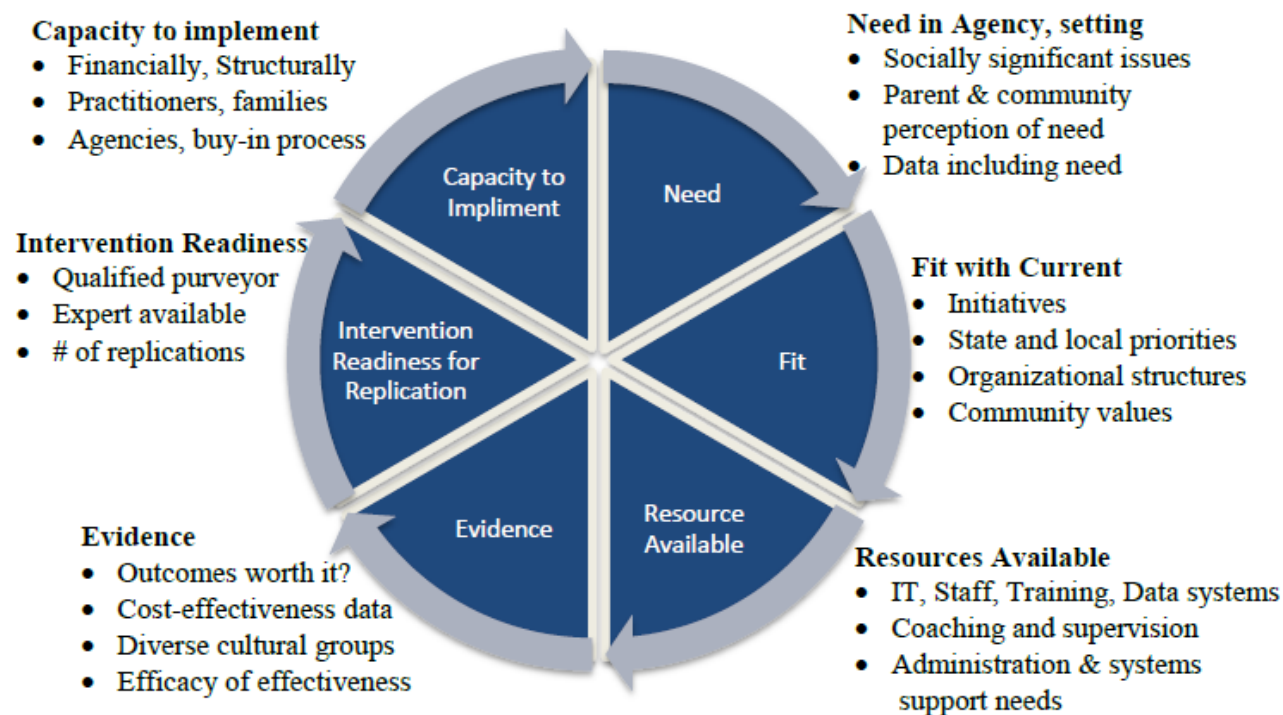 Capacity to implement
• Financially, Structurally
• Practitioners, families
• Agencies, buy-in process
Need in Agency, setting
• Socially significant issues
• Parent & community
perception of need
• Data including need
Capacity to
Impliment
Need
Intervention Readiness
• Qualified purveyor
• Expert available
• # of replications
Intervention
Readiness for
Replication
Fit
Fit with Current
• Initiatives
• State and local priorities
• Organizational structures
• Community values
Evidence
Resource
Available
Evidence
• Outcomes worth it?
• Cost-effectiveness data
• Diverse cultural groups
• Efficacy of effectiveness
Resources Available
• IT, Staff, Training, Data systems
• Coaching and supervision
• Administration & systems
support needs